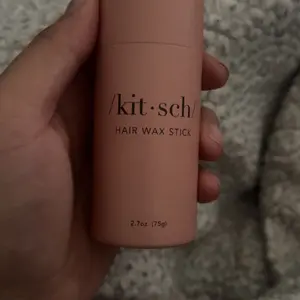 /kit·sch/
HAIR WAX STICK
2.7oz (75g)